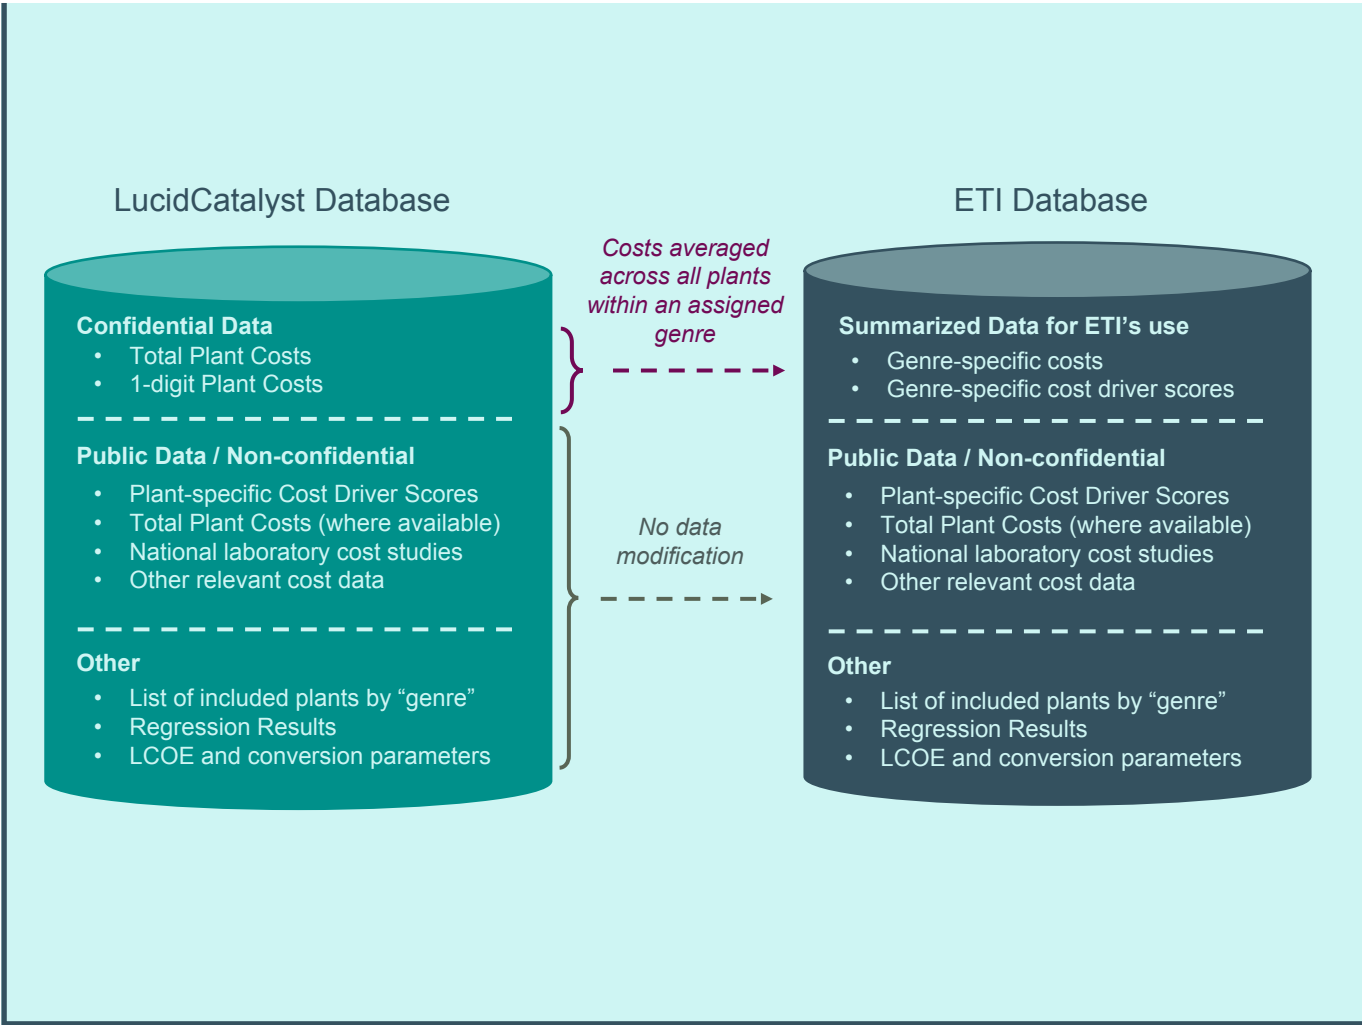 LucidCatalyst Database
Confidential Data
• Total Plant Costs
• 1-digit Plant Costs
Public Data / Non-confidential
• Plant-specific Cost Driver Scores
• Total Plant Costs (where available)
• National laboratory cost studies
• Other relevant cost data
Other
• List of included plants by “genre”
• Regression Results
• LCOE and conversion parameters
Costs averaged
across all plants
within an assigned
genre
No data
modification
ETI Database
Summarized Data for ETI’s use
• Genre-specific costs
• Genre-specific cost driver scores
Public Data / Non-confidential
• Plant-specific Cost Driver Scores
• Total Plant Costs (where available)
• National laboratory cost studies
• Other relevant cost data
Other
• List of included plants by “genre”
• Regression Results
• LCOE and conversion parameters